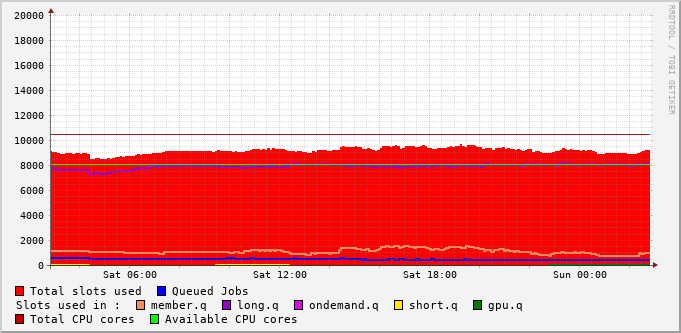 20000
18000
16000
14000
12000
10000
8000
6000
4000
2000
0
Sat 06:00 Sat 12:00 Sat 18:00 Sun 00:00
RRDTOOL / TOBI OETIKER
Total slots used Queued Jobs
Slots used in : member.q long.q ondemand.q short.q gpu.q
Total CPU cores Available CPU cores